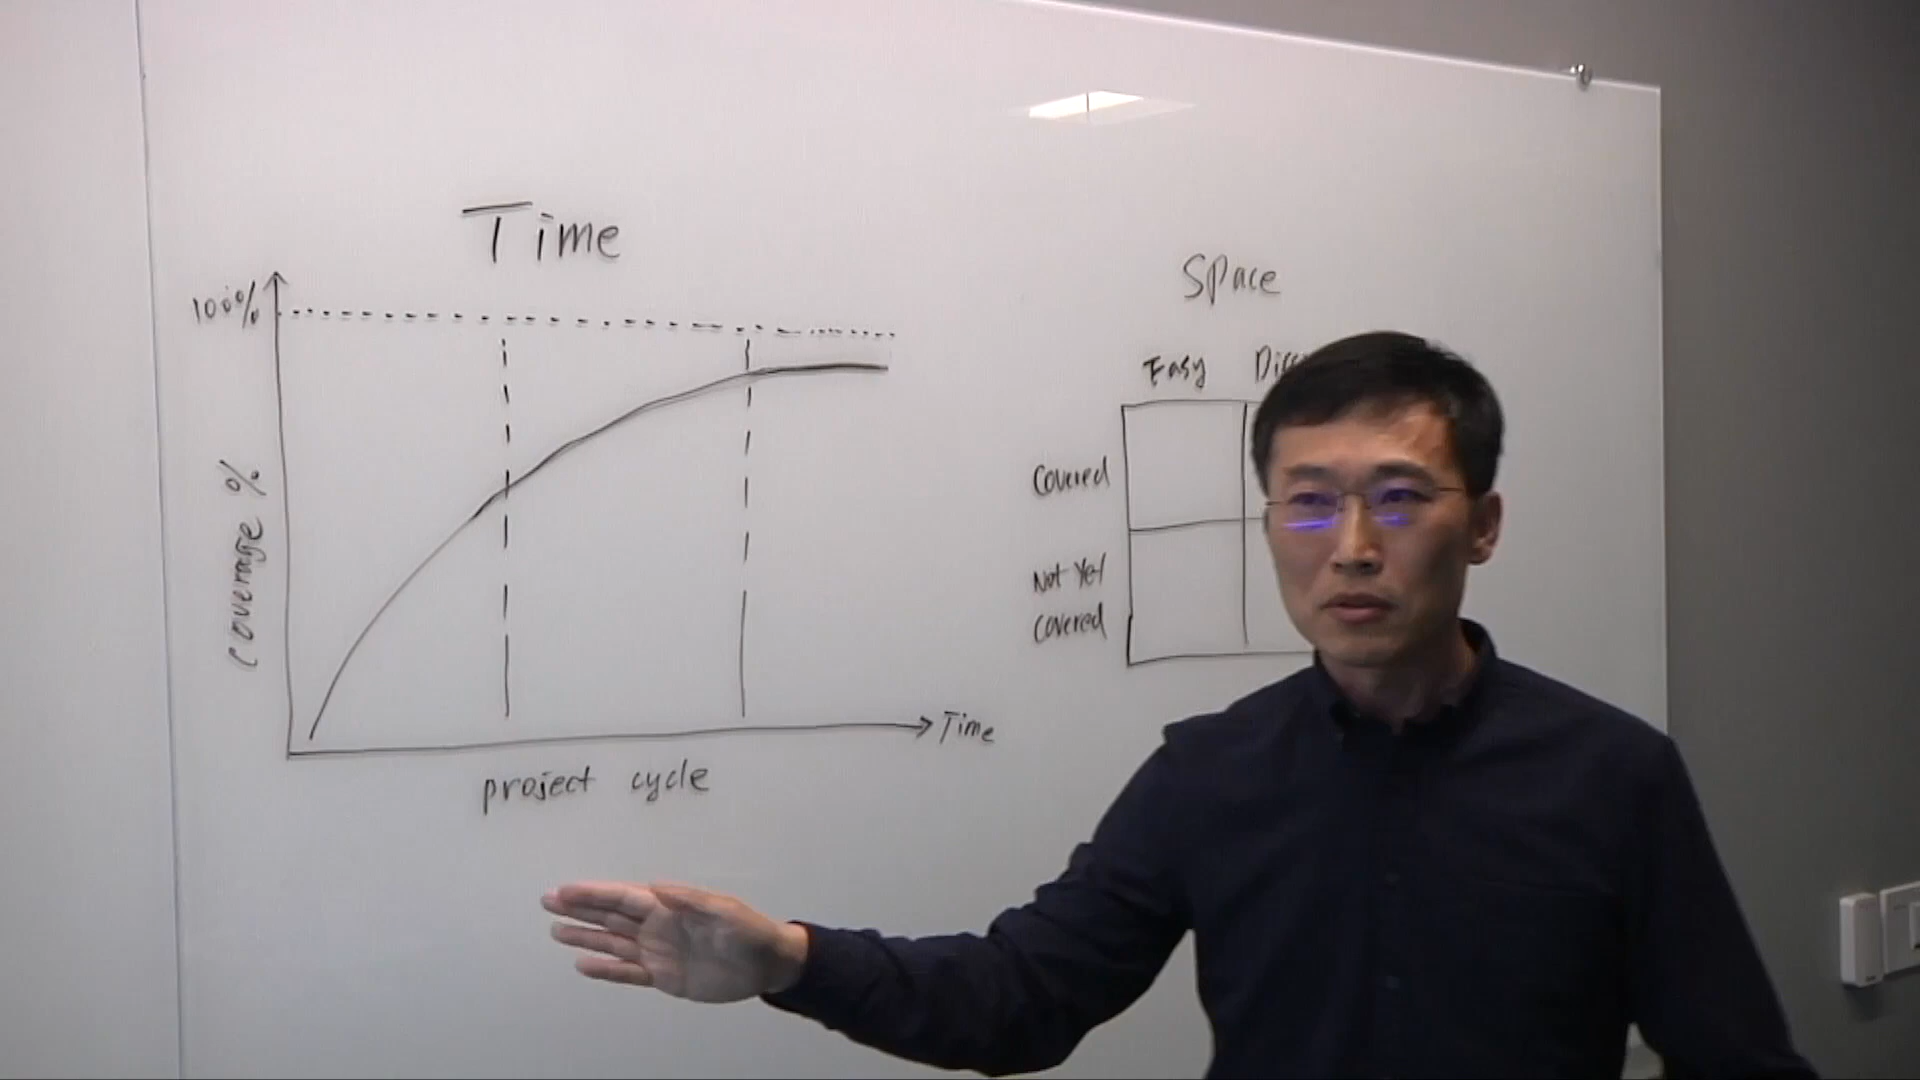 Time
100%
Coverage %
Time
project cycle
Space
Easy
Covered
Not Yet
Covered